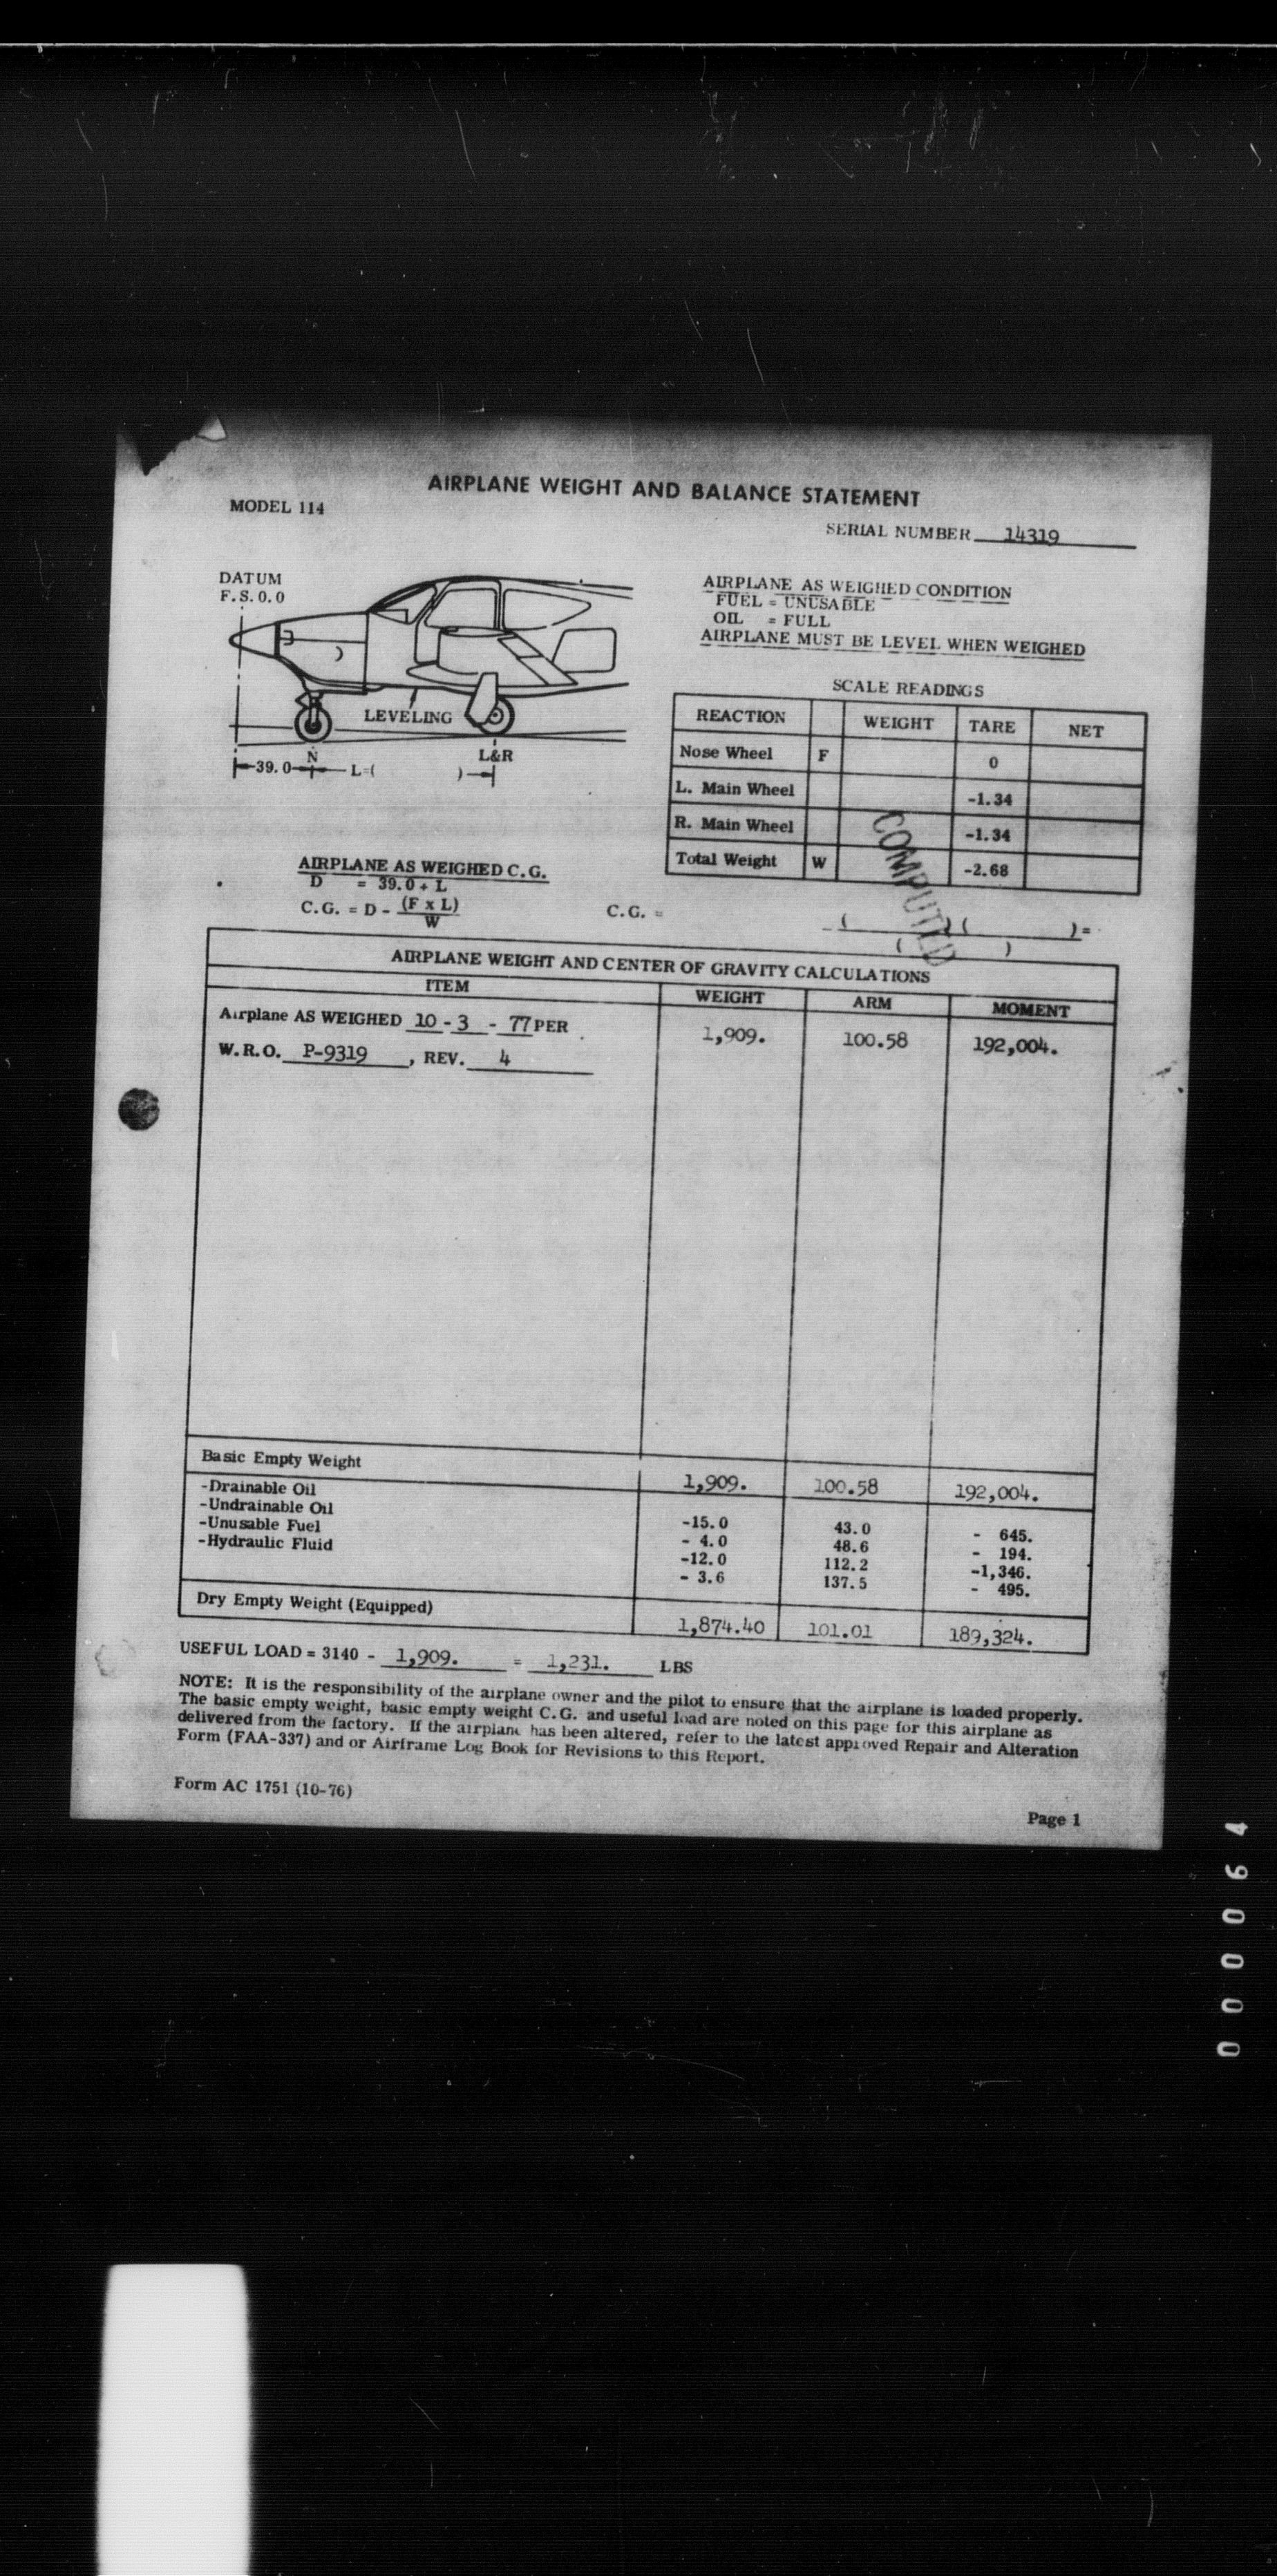 AIRPLANE WEIGHT AND BALANCE STATEMENT
MODEL 114
SERIAL NUMBER 14319
DATUM
F.S.0.0
LEVELING
N
L&R
39.0
L=( )
AIRPLANE AS WEIGHED CONDITION
FUEL = UNUSABLE
OIL = FULL
AIRPLANE MUST BE LEVEL WHEN WEIGHED
SCALE READINGS
REACTION WEIGHT TARE NET
Nose Wheel F 0
L. Main Wheel -1.34
R. Main Wheel -1.34
Total Weight W -2.68
COMPUTED
AIRPLANE AS WEIGHED C.G.
D = 39.0 + L
C.G. = D - (F x L)
W
C.G. = - ( ) ( ) =
( )
AIRPLANE WEIGHT AND CENTER OF GRAVITY CALCULATIONS
ITEM WEIGHT ARM MOMENT
Airplane AS WEIGHED 10 - 3 - 77 PER 1,909. 100.58 192,004.
W.R.O. P-9319 , REV. 4
Basic Empty Weight 1,909. 100.58 192,004.
-Drainable Oil -15.0 43.0 - 645.
-Undrainable Oil - 4.0 48.6 - 194.
-Unusable Fuel -12.0 112.2 -1,346.
-Hydraulic Fluid - 3.6 137.5 - 495.
Dry Empty Weight (Equipped) 1,874.40 101.01 189,324.
USEFUL LOAD = 3140 - 1,909. = 1,231. LBS
NOTE: It is the responsibility of the airplane owner and the pilot to ensure that the airplane is loaded properly.
The basic empty weight, basic empty weight C.G. and useful load are noted on this page for this airplane as
delivered from the factory. If the airplane has been altered, refer to the latest approved Repair and Alteration
Form (FAA-337) and or Airframe Log Book for Revisions to this Report.
Form AC 1751 (10-76)
Page 1
000064